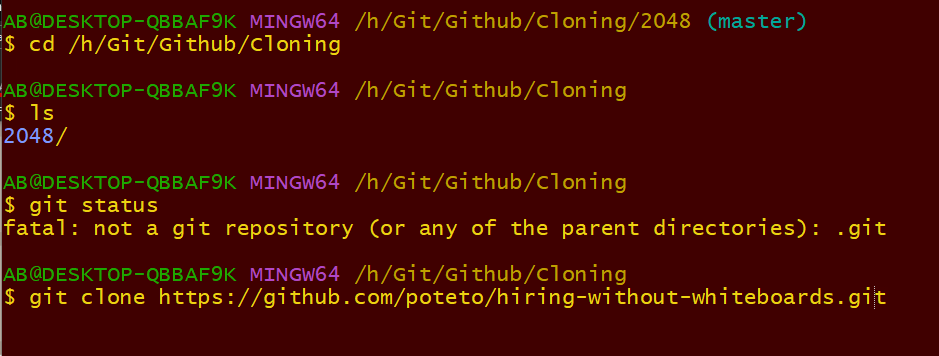 AB@DESKTOP-QBBAF9K MINGW64 /h/Git/Github/Cloning/2048 (master)
$ cd /h/Git/Github/Cloning
AB@DESKTOP-QBBAF9K MINGW64 /h/Git/Github/Cloning
$ ls
2048/
AB@DESKTOP-QBBAF9K MINGW64 /h/Git/Github/Cloning
$ git status
fatal: not a git repository (or any of the parent directories): .git
AB@DESKTOP-QBBAF9K MINGW64 /h/Git/Github/Cloning
$ git clone https://github.com/poteto/hiring-without-whiteboards.git